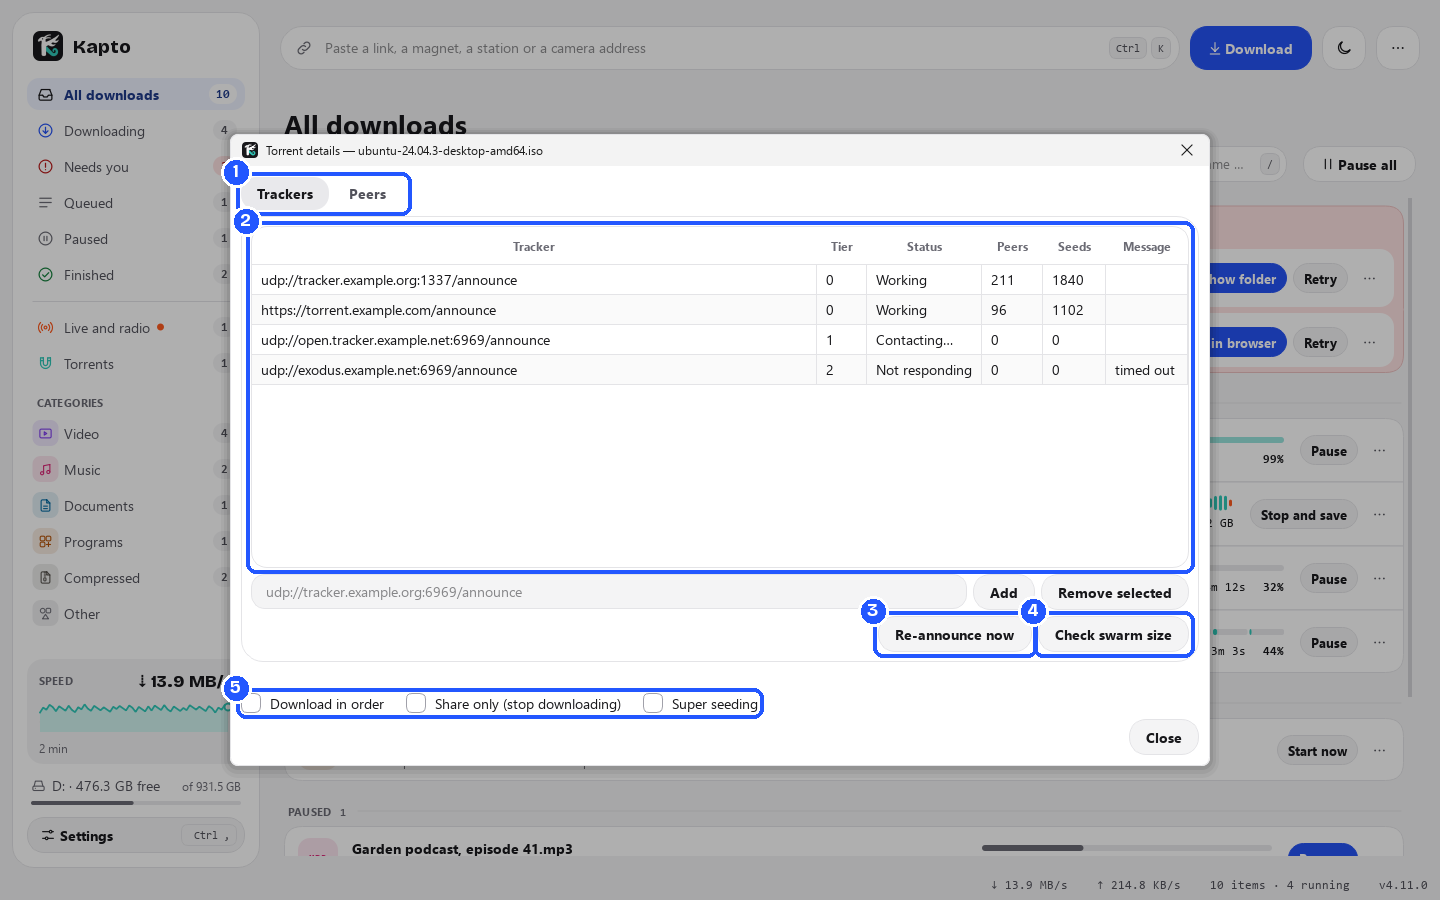 Kapto
Paste a link, a magnet, a station or a camera address
Ctrl K
Download
All downloads 10
Downloading 4
Needs you
Queued 1
Paused 1
Finished 2
Live and radio 1
Torrents 1
CATEGORIES
Video 4
Music 2
Documents 1
Programs 1
Compressed 2
Other
SPEED
13.9 MB/
2 min
D: · 476.3 GB free of 931.5 GB
Settings Ctrl ,
All downloads
me ... /
Pause all
Torrent details — ubuntu-24.04.3-desktop-amd64.iso
1
Trackers Peers
2
Tracker Tier Status Peers Seeds Message
udp://tracker.example.org:1337/announce 0 Working 211 1840
https://torrent.example.com/announce 0 Working 96 1102
udp://open.tracker.example.net:6969/announce 1 Contacting... 0 0
udp://exodus.example.net:6969/announce 2 Not responding 0 0 timed out
udp://tracker.example.org:6969/announce
Add
Remove selected
3
Re-announce now
4
Check swarm size
5
Download in order
Share only (stop downloading)
Super seeding
Close
how folder Retry ...
in browser Retry ...
99% Pause ...
GB Stop and save ...
m 12s 32% Pause ...
3m 3s 44% Pause ...
Start now ...
PAUSED 1
Garden podcast, episode 41.mp3
↓ 13.9 MB/s ↑ 214.8 KB/s 10 items · 4 running v4.11.0